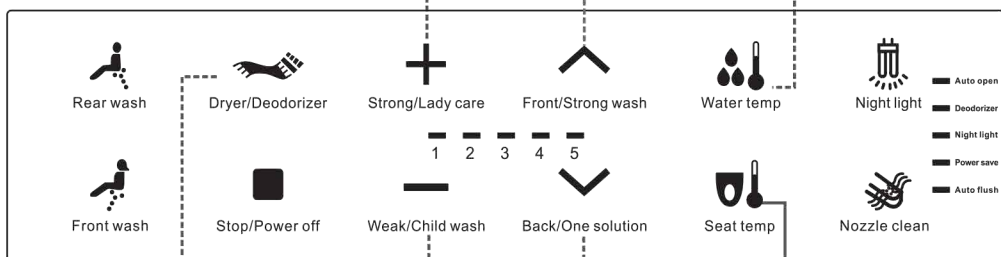 Rear wash
Dryer/Deodorizer
Strong/Lady care
Front/Strong wash
Water temp
Night light
Auto open
Deodorizer
Night light
Power save
Auto flush
1 2 3 4 5
Front wash
Stop/Power off
Weak/Child wash
Back/One solution
Seat temp
Nozzle clean